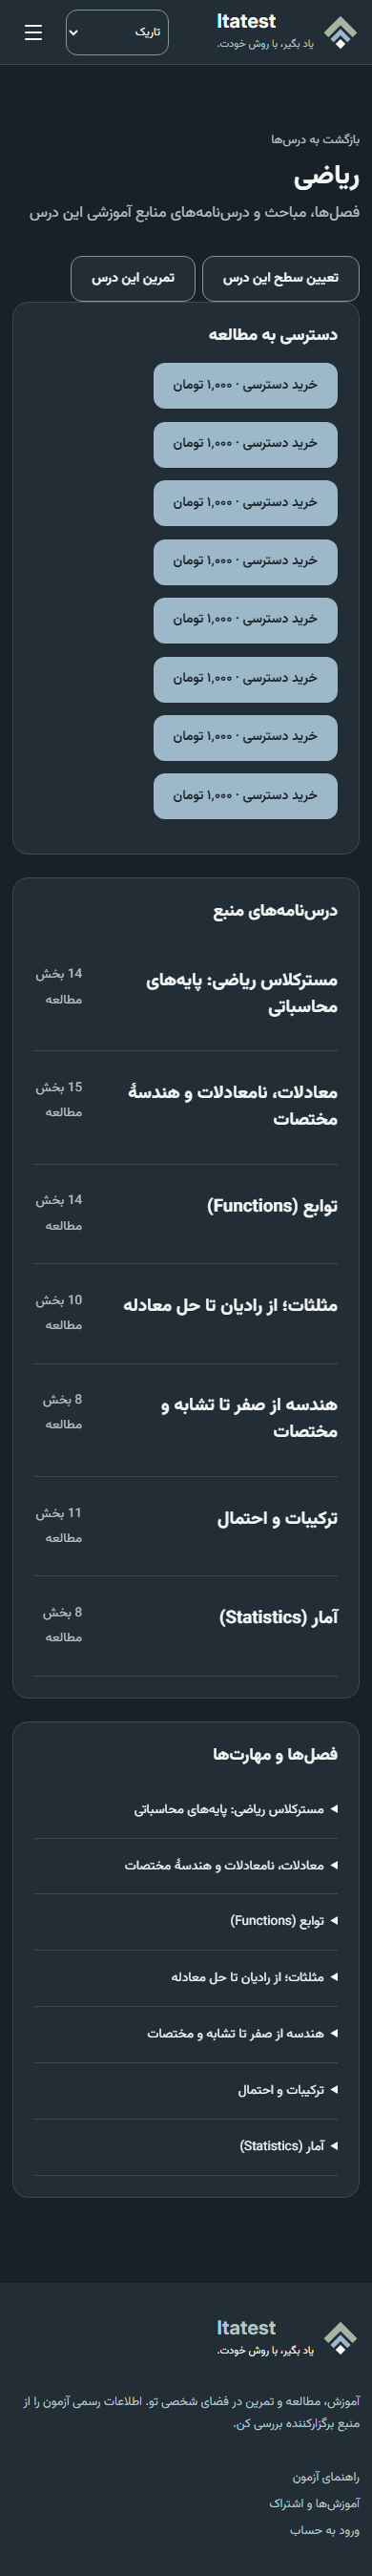 Itatest
یاد بگیر، با روش خودت.
تاریک
بازگشت به درس‌ها
ریاضی
فصل‌ها، مباحث و درس‌نامه‌های منابع آموزشی این درس
تعیین سطح این درس
تمرین این درس
دسترسی به مطالعه
خرید دسترسی · ۱٬۰۰۰ تومان
خرید دسترسی · ۱٬۰۰۰ تومان
خرید دسترسی · ۱٬۰۰۰ تومان
خرید دسترسی · ۱٬۰۰۰ تومان
خرید دسترسی · ۱٬۰۰۰ تومان
خرید دسترسی · ۱٬۰۰۰ تومان
خرید دسترسی · ۱٬۰۰۰ تومان
خرید دسترسی · ۱٬۰۰۰ تومان
درس‌نامه‌های منبع
مسترکلاس ریاضی: پایه‌های
محاسباتی
14 بخش
مطالعه
معادلات، نامعادلات و هندسهٔ
مختصات
15 بخش
مطالعه
توابع (Functions)
14 بخش
مطالعه
مثلثات؛ از رادیان تا حل معادله
10 بخش
مطالعه
هندسه از صفر تا تشابه و
مختصات
8 بخش
مطالعه
ترکیبات و احتمال
11 بخش
مطالعه
آمار (Statistics)
8 بخش
مطالعه
فصل‌ها و مهارت‌ها
مسترکلاس ریاضی: پایه‌های محاسباتی
معادلات، نامعادلات و هندسهٔ مختصات
توابع (Functions)
مثلثات؛ از رادیان تا حل معادله
هندسه از صفر تا تشابه و مختصات
ترکیبات و احتمال
آمار (Statistics)
Itatest
یاد بگیر، با روش خودت.
آموزش، مطالعه و تمرین در فضای شخصی تو. اطلاعات رسمی آزمون را از
منبع برگزارکننده بررسی کن.
راهنمای آزمون
آموزش‌ها و اشتراک
ورود به حساب